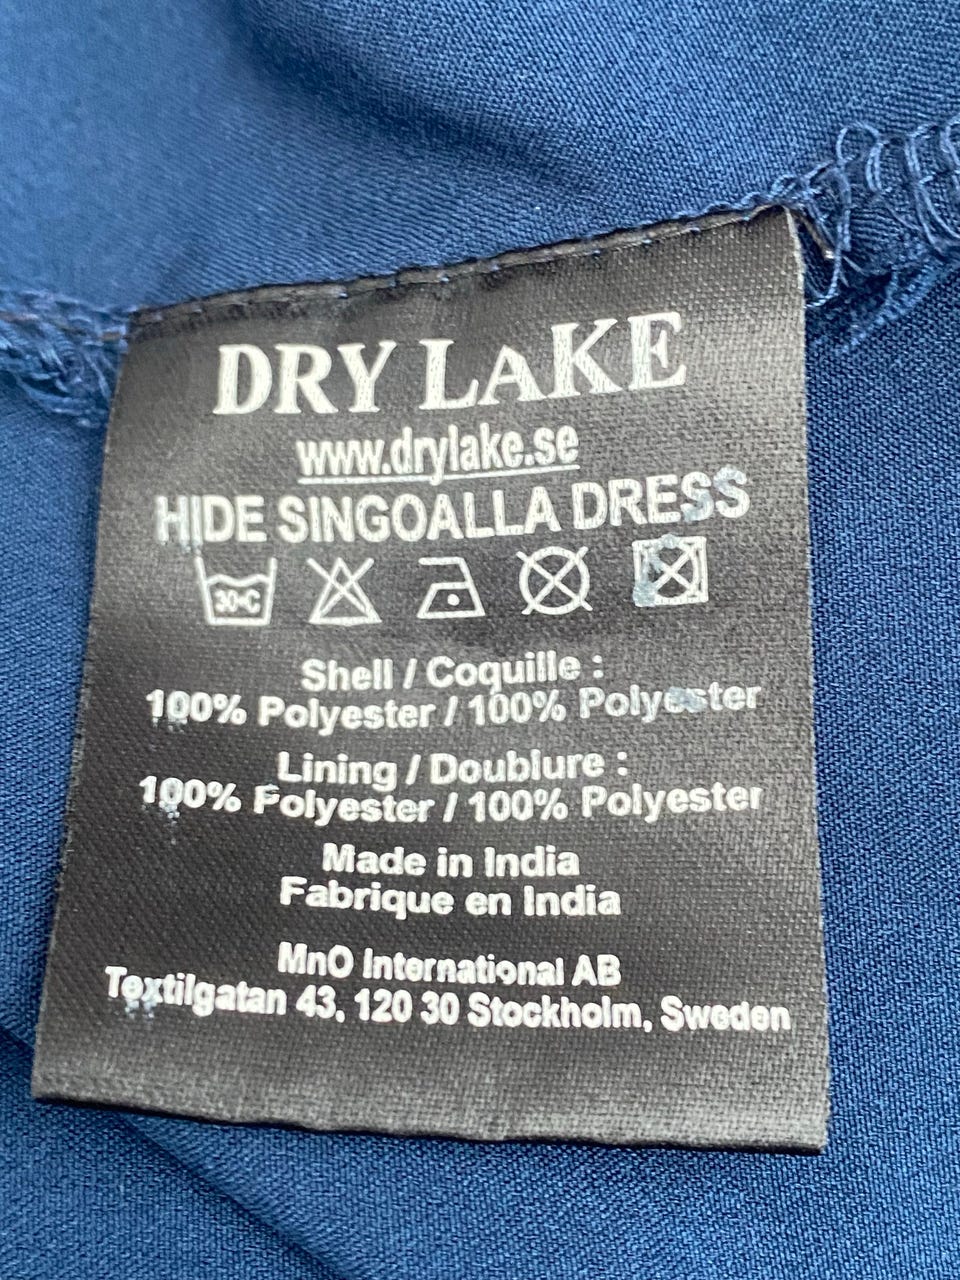 DRY LAKE
www.drylake.se
HIDE SINGOALLA DRESS
30°C
Shell / Coquille :
100% Polyester / 100% Polyester
Lining / Doublure :
100% Polyester / 100% Polyester
Made in India
Fabrique en India
MnO International AB
Textilgatan 43, 120 30 Stockholm, Sweden